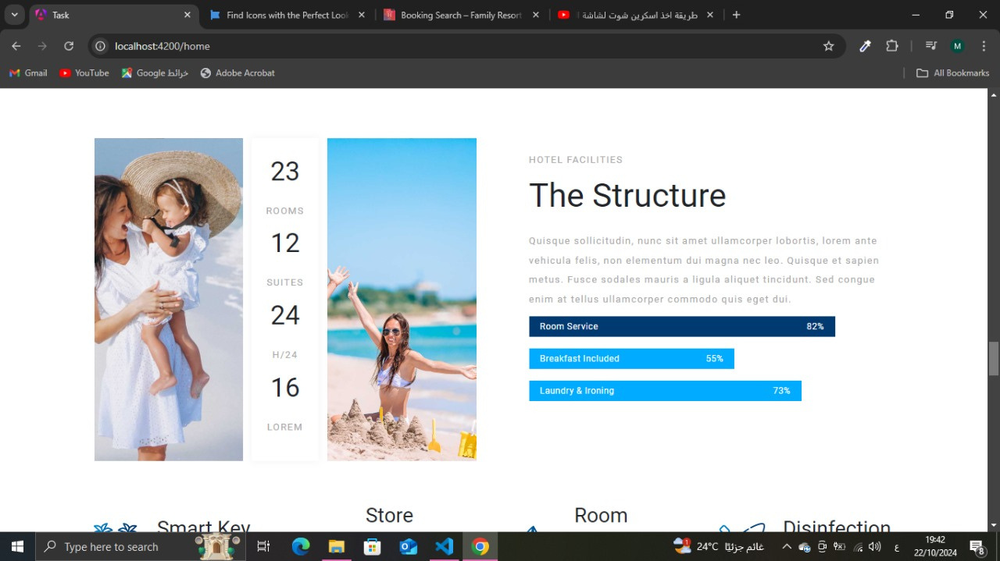 Task
Find Icons with the Perfect Look
Booking Search – Family Resort
طريقة اخذ اسكرين شوت لشاشة ا
localhost:4200/home
M
Gmail
YouTube
Google خرائط
Adobe Acrobat
All Bookmarks
23
ROOMS
12
SUITES
24
H/24
16
LOREM
HOTEL FACILITIES
The Structure
Quisque sollicitudin, nunc sit amet ullamcorper lobortis, lorem ante
vehicula felis, non elementum dui magna nec leo. Quisque et sapien
metus. Fusce sodales mauris a ligula aliquet tincidunt. Sed congue
enim at tellus ullamcorper commodo quis eget dui.
Room Service 82%
Breakfast Included 55%
Laundry & Ironing 73%
Smart Key
Store
Room
Disinfection
Type here to search
1
24°C غائم جزئيًا
ع
19:42
22/10/2024
8